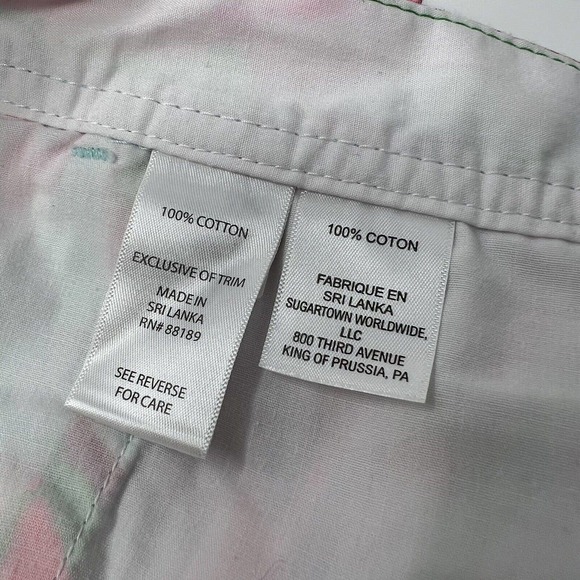 100% COTTON
EXCLUSIVE OF TRIM
MADE IN
SRI LANKA
RN# 88189
SEE REVERSE
FOR CARE
100% COTON
FABRIQUE EN
SRI LANKA
SUGARTOWN WORLDWIDE,
LLC
800 THIRD AVENUE
KING OF PRUSSIA, PA